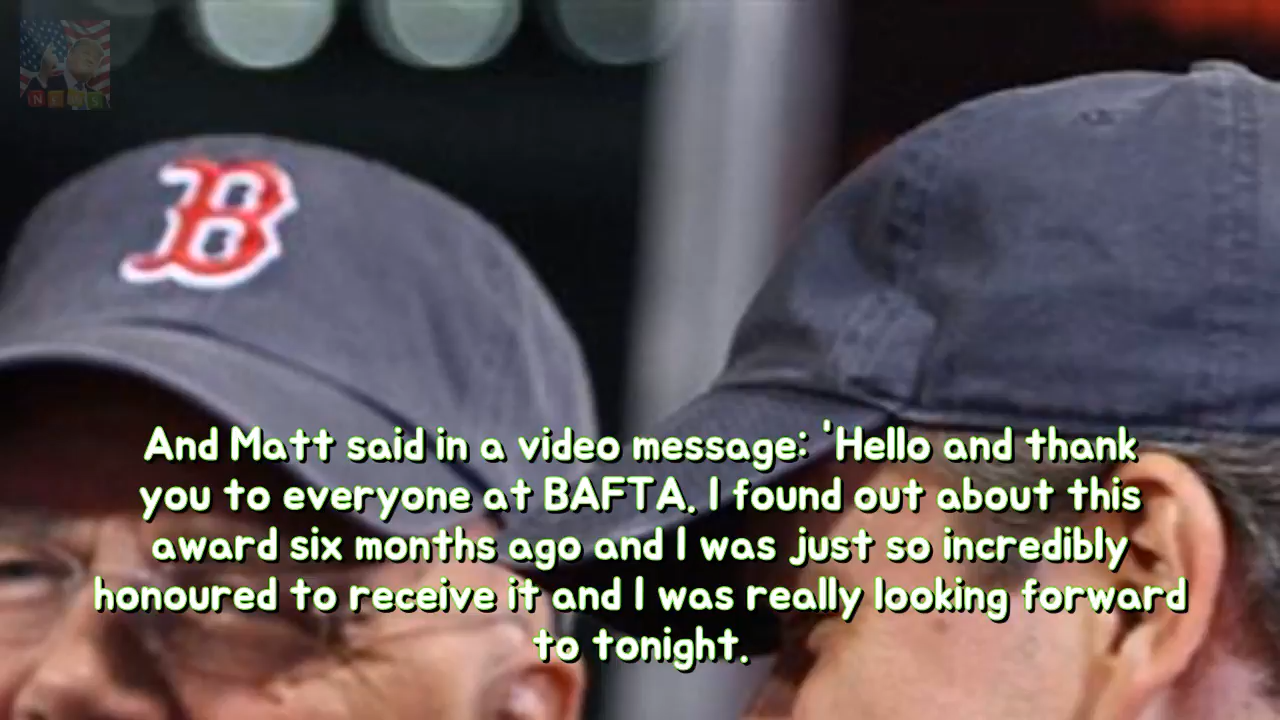 NEWS
B
And Matt said in a video message: 'Hello and thank
you to everyone at BAFTA. I found out about this
award six months ago and I was just so incredibly
honoured to receive it and I was really looking forward
to tonight.